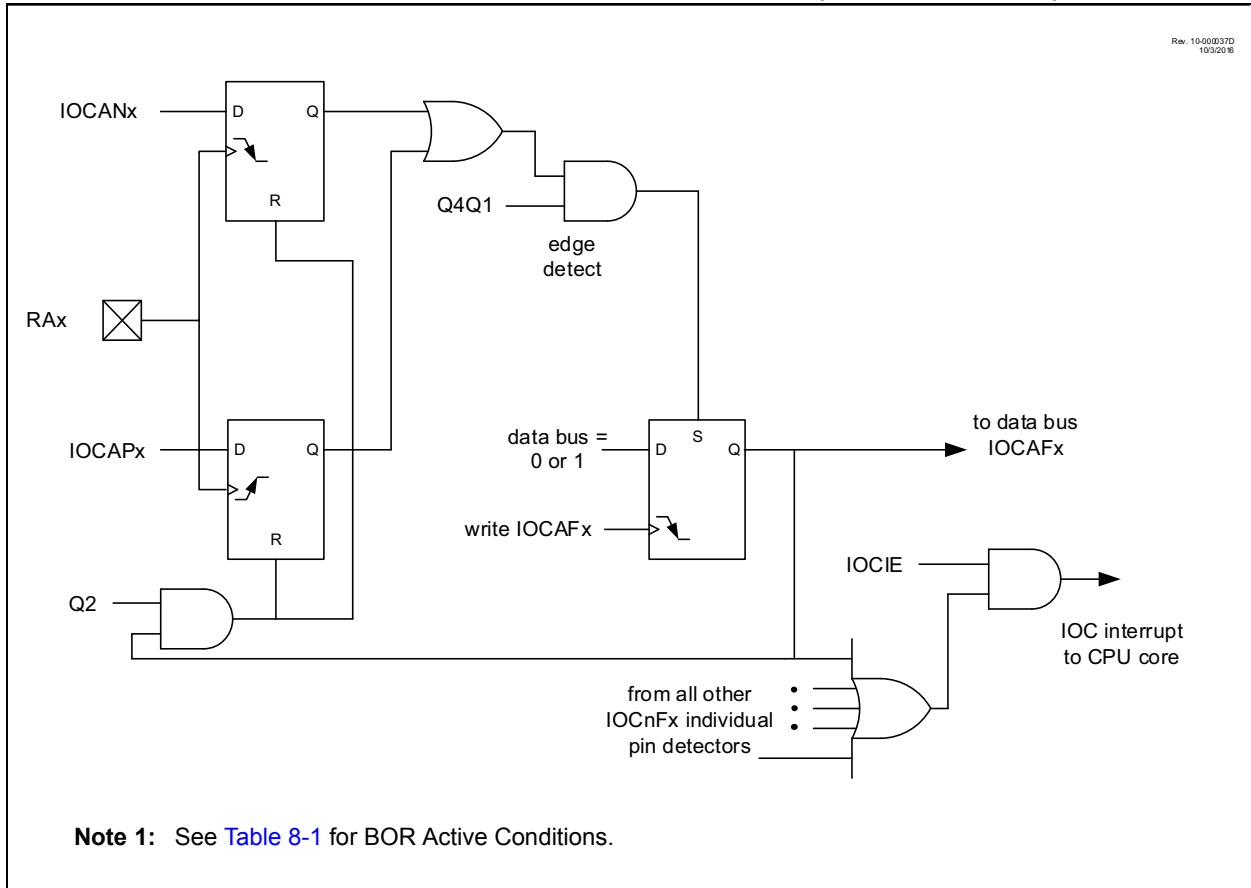 Rev. 10-000037D
10/3/2016
IOCANx
D
Q
R
Q4Q1
edge
detect
RAx
IOCAPx
D
Q
R
data bus =
0 or 1
D
S
Q
to data bus
IOCAFx
write IOCAFx
IOCIE
Q2
IOC interrupt
to CPU core
from all other
IOCnFx individual
pin detectors
Note 1: See Table 8-1 for BOR Active Conditions.